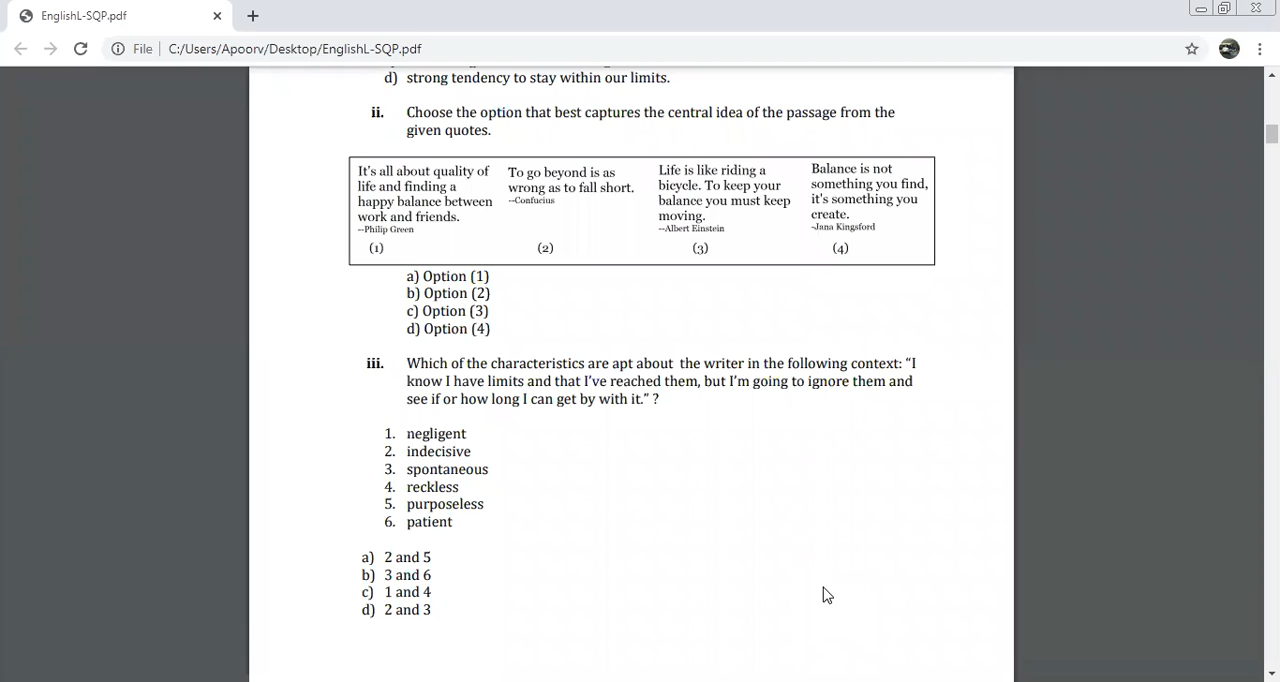 EnglishL-SQP.pdf
File
C:/Users/Apoorv/Desktop/EnglishL-SQP.pdf
d) strong tendency to stay within our limits.
ii. Choose the option that best captures the central idea of the passage from the
given quotes.
It's all about quality of
life and finding a
happy balance between
work and friends.
--Philip Green
(1)
To go beyond is as
wrong as to fall short.
--Confucius
(2)
Life is like riding a
bicycle. To keep your
balance you must keep
moving.
--Albert Einstein
(3)
Balance is not
something you find,
it's something you
create.
-Jana Kingsford
(4)
a) Option (1)
b) Option (2)
c) Option (3)
d) Option (4)
iii. Which of the characteristics are apt about the writer in the following context: “I
know I have limits and that I’ve reached them, but I’m going to ignore them and
see if or how long I can get by with it.” ?
1. negligent
2. indecisive
3. spontaneous
4. reckless
5. purposeless
6. patient
a) 2 and 5
b) 3 and 6
c) 1 and 4
d) 2 and 3